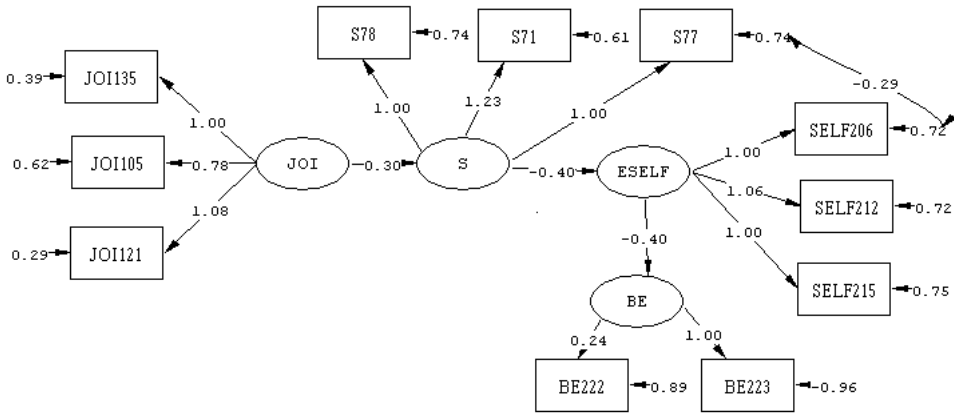 S78
0.74
S71
0.61
S77
0.74
-0.29
0.39
JOI135
1.00
1.00
1.23
1.00
SELF206
0.72
0.62
JOI105
0.78
JOI
-0.30
S
-0.40
ESELF
1.00
1.06
SELF212
0.72
1.08
1.00
0.29
JOI121
-0.40
SELF215
0.75
BE
0.24
1.00
BE222
0.89
BE223
-0.96